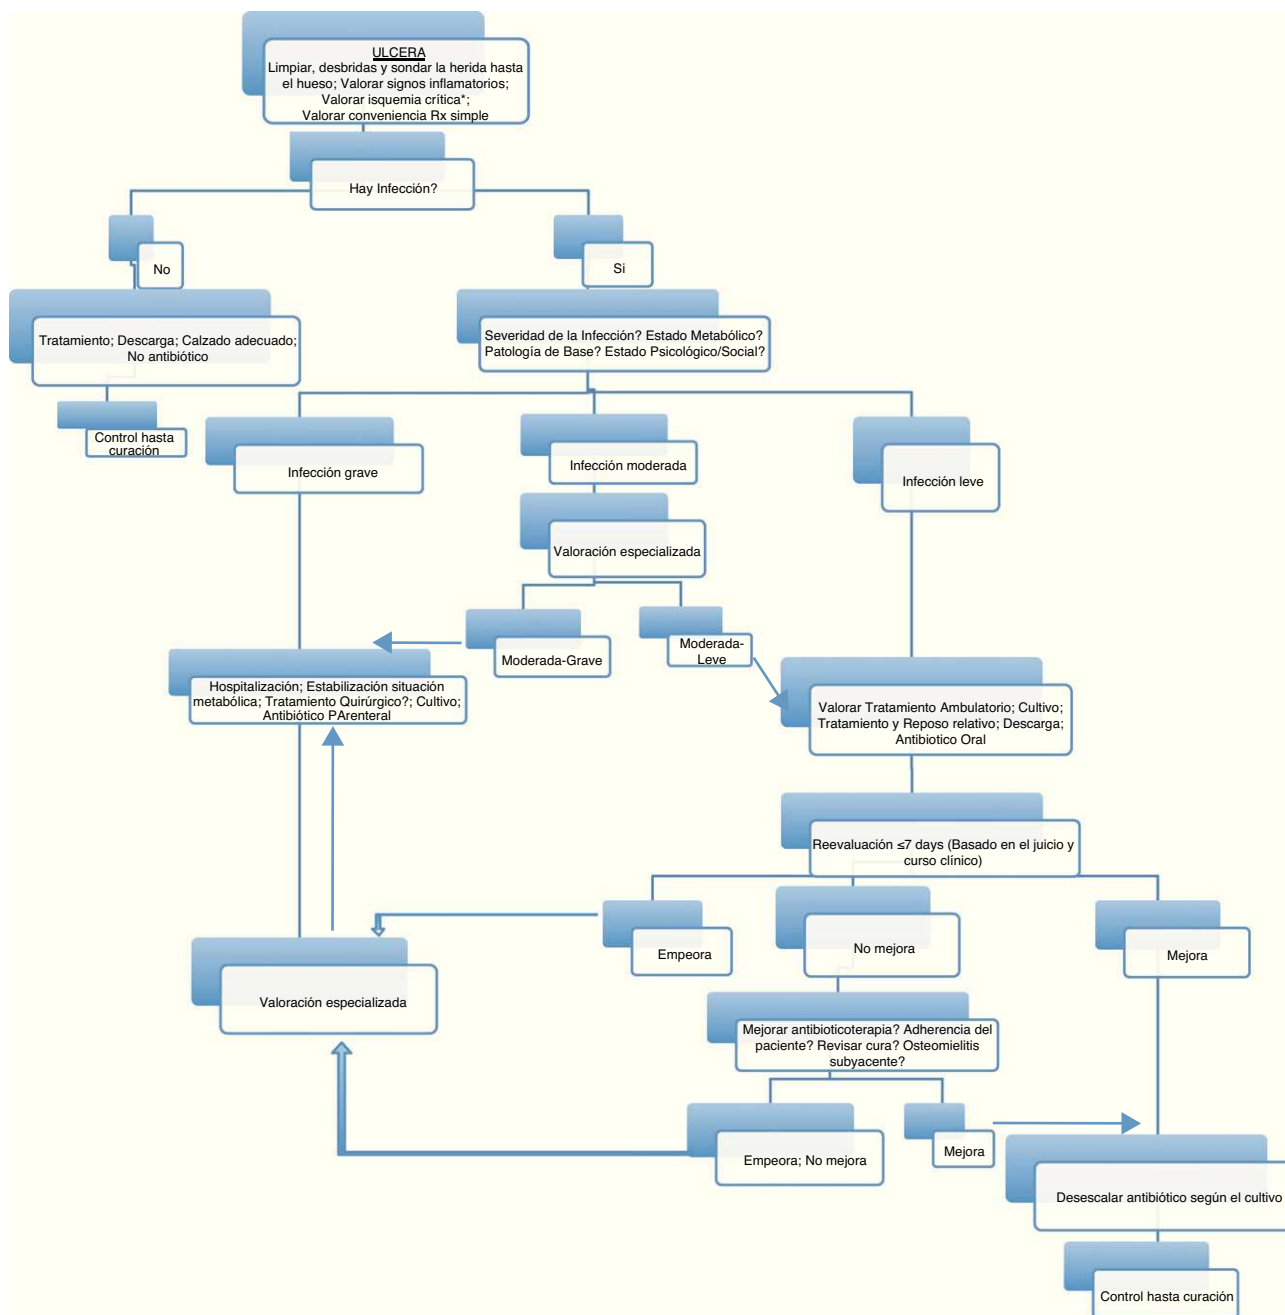 ULCERA
Limpiar, desbridas y sondar la herida hasta
el hueso; Valorar signos inflamatorios;
Valorar isquemia crítica*;
Valorar conveniencia Rx simple
Hay Infección?
No
Si
Tratamiento; Descarga; Calzado adecuado;
No antibiótico
Severidad de la Infección? Estado Metabólico?
Patología de Base? Estado Psicológico/Social?
Control hasta
curación
Infección grave
Infección moderada
Infección leve
Valoración especializada
Moderada-Grave
Moderada-
Leve
Hospitalización; Estabilización situación
metabólica; Tratamiento Quirúrgico?; Cultivo;
Antibiótico PArenteral
Valorar Tratamiento Ambulatorio; Cultivo;
Tratamiento y Reposo relativo; Descarga;
Antibiotico Oral
Reevaluación ≤7 days (Basado en el juicio y
curso clínico)
Empeora
No mejora
Mejora
Valoración especializada
Mejorar antibioticoterapia? Adherencia del
paciente? Revisar cura? Osteomielitis
subyacente?
Empeora; No mejora
Mejora
Desescalar antibiótico según el cultivo
Control hasta curación